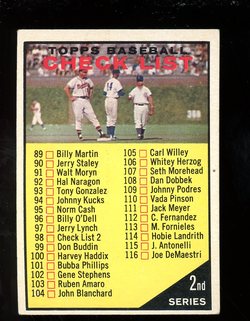 TOPPS BASEBALL
CHECK LIST
89 Billy Martin
90 Jerry Staley
91 Walt Moryn
92 Hal Naragon
93 Tony Gonzalez
94 Johnny Kucks
95 Norm Cash
96 Billy O'Dell
97 Jerry Lynch
98 Check List 2
99 Don Buddin
100 Harvey Haddix
101 Bubba Phillips
102 Gene Stephens
103 Ruben Amaro
104 John Blanchard
105 Carl Willey
106 Whitey Herzog
107 Seth Morehead
108 Dan Dobbek
109 Johnny Podres
110 Vada Pinson
111 Jack Meyer
112 C. Fernandez
113 M. Fornieles
114 Hobie Landrith
115 J. Antonelli
116 Joe DeMaestri
2nd
SERIES